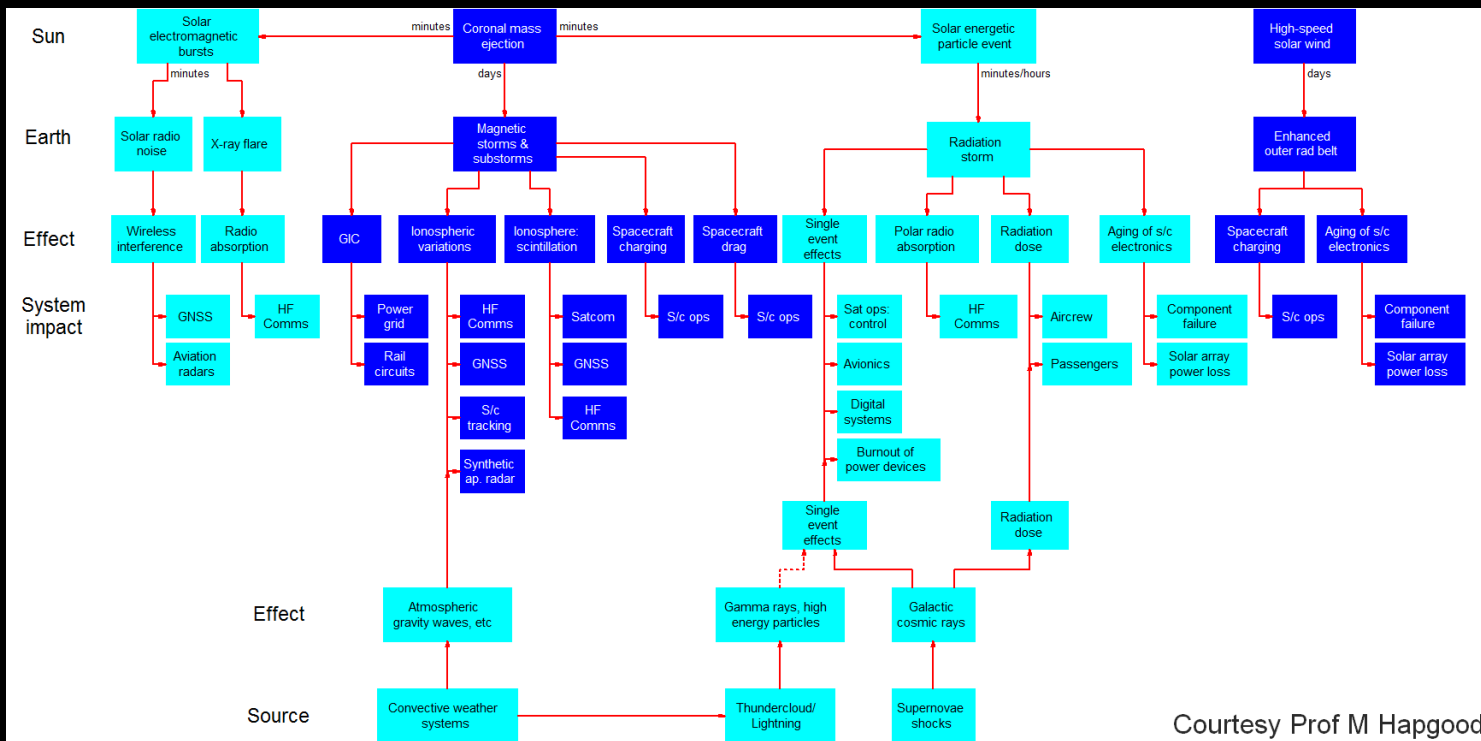 Sun
Solar
electromagnetic
bursts
minutes
Coronal mass
ejection
minutes
Solar energetic
particle event
High-speed
solar wind
minutes
days
minutes/hours
days
Earth
Solar radio
noise
X-ray flare
Magnetic
storms &
substorms
Radiation
storm
Enhanced
outer rad belt
Effect
Wireless
interference
Radio
absorption
GIC
Ionospheric
variations
Ionosphere:
scintillation
Spacecraft
charging
Spacecraft
drag
Single
event
effects
Polar radio
absorption
Radiation
dose
Aging of s/c
electronics
Spacecraft
charging
Aging of s/c
electronics
System
impact
GNSS
HF
Comms
Power
grid
HF
Comms
Satcom
S/c ops
S/c ops
Sat ops:
control
HF
Comms
Aircrew
Component
failure
S/c ops
Component
failure
Aviation
radars
Rail
circuits
GNSS
GNSS
Avionics
Passengers
Solar array
power loss
Solar array
power loss
S/c
tracking
HF
Comms
Digital
systems
Synthetic
ap. radar
Burnout of
power devices
Single
event
effects
Radiation
dose
Effect
Atmospheric
gravity waves, etc
Gamma rays, high
energy particles
Galactic
cosmic rays
Source
Convective weather
systems
Thundercloud/
Lightning
Supernovae
shocks
Courtesy Prof M Hapgood